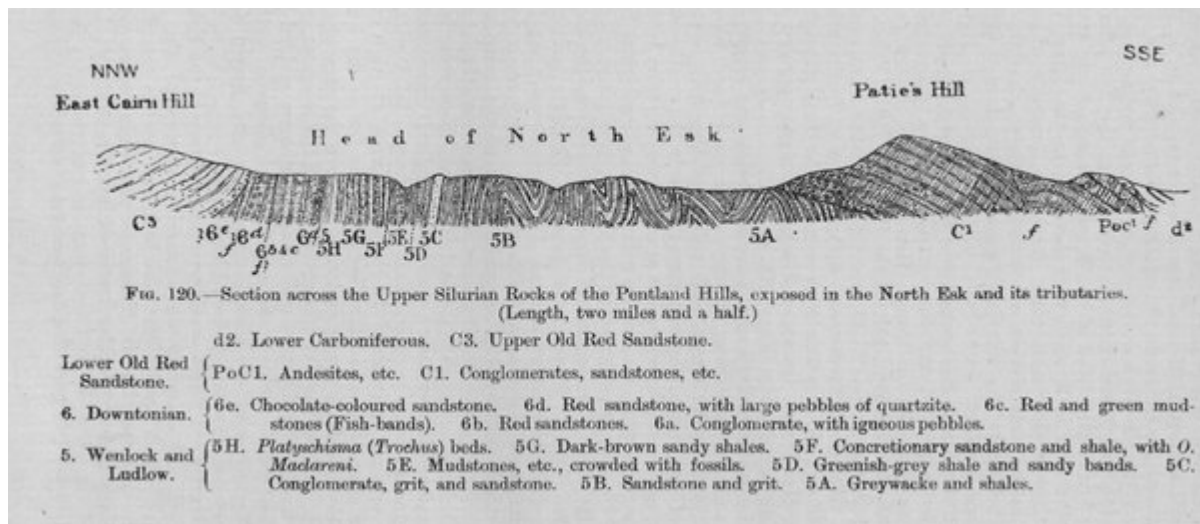 NNW
SSE
East Cairn Hill
Patie's Hill
Head of North Esk
C3
6e
f
6d
6b&c
f?
5H
5G
5F
5E
5D
5C
5B
5A
C1
f
PoC1
f
d2
FIG. 120.—Section across the Upper Silurian Rocks of the Pentland Hills, exposed in the North Esk and its tributaries.
(Length, two miles and a half.)
d2. Lower Carboniferous. C3. Upper Old Red Sandstone.
Lower Old Red Sandstone. { PoC1. Andesites, etc. C1. Conglomerates, sandstones, etc.
6. Downtonian. { 6e. Chocolate-coloured sandstone. 6d. Red sandstone, with large pebbles of quartzite. 6c. Red and green mud-
stones (Fish-bands). 6b. Red sandstones. 6a. Conglomerate, with igneous pebbles.
5. Wenlock and Ludlow. { 5H. Platyschisma (Trochus) beds. 5G. Dark-brown sandy shales. 5F. Concretionary sandstone and shale, with O.
Maclareni. 5E. Mudstones, etc., crowded with fossils. 5D. Greenish-grey shale and sandy bands. 5C.
Conglomerate, grit, and sandstone. 5B. Sandstone and grit. 5A. Greywacke and shales.